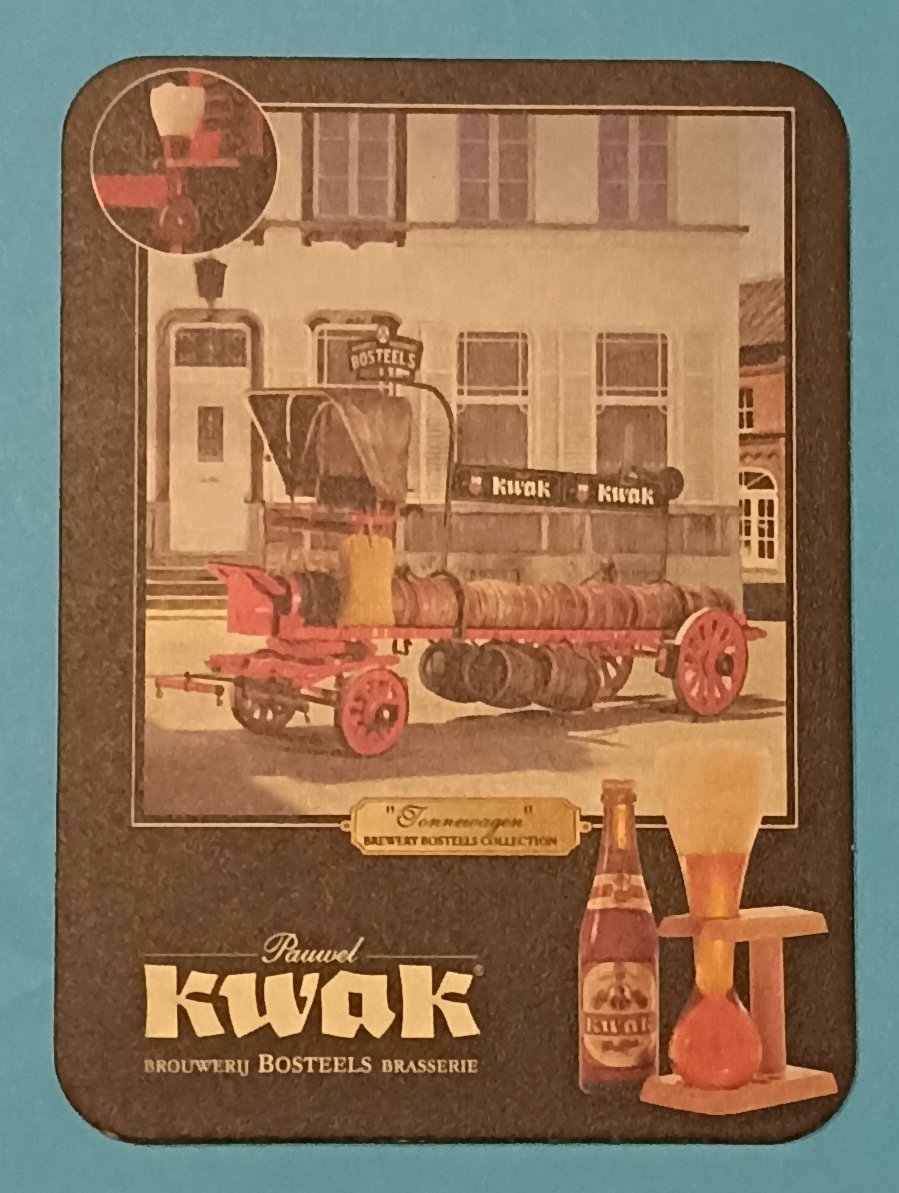 BOSTEELS
kwak kwak
"Tonnewagen"
BREWERY BOSTEELS COLLECTION
Pauwel
kwak®
BROUWERIJ BOSTEELS BRASSERIE
Kwak